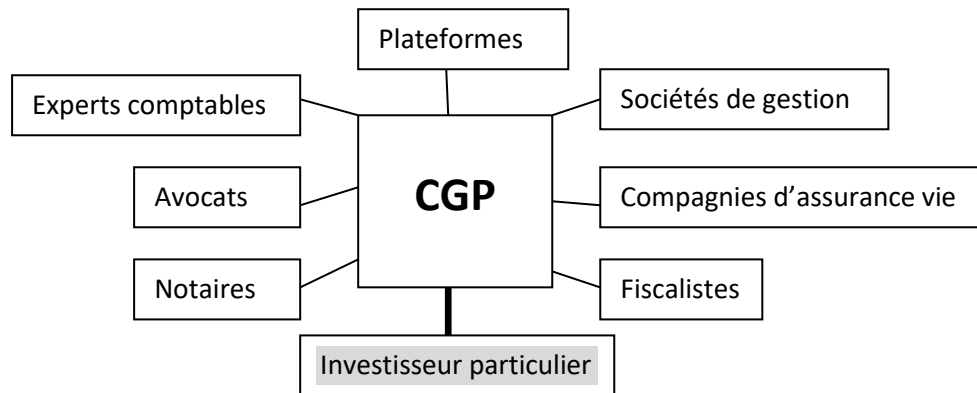 Plateformes
Experts comptables
Sociétés de gestion
Avocats
CGP
Compagnies d’assurance vie
Notaires
Fiscalistes
Investisseur particulier